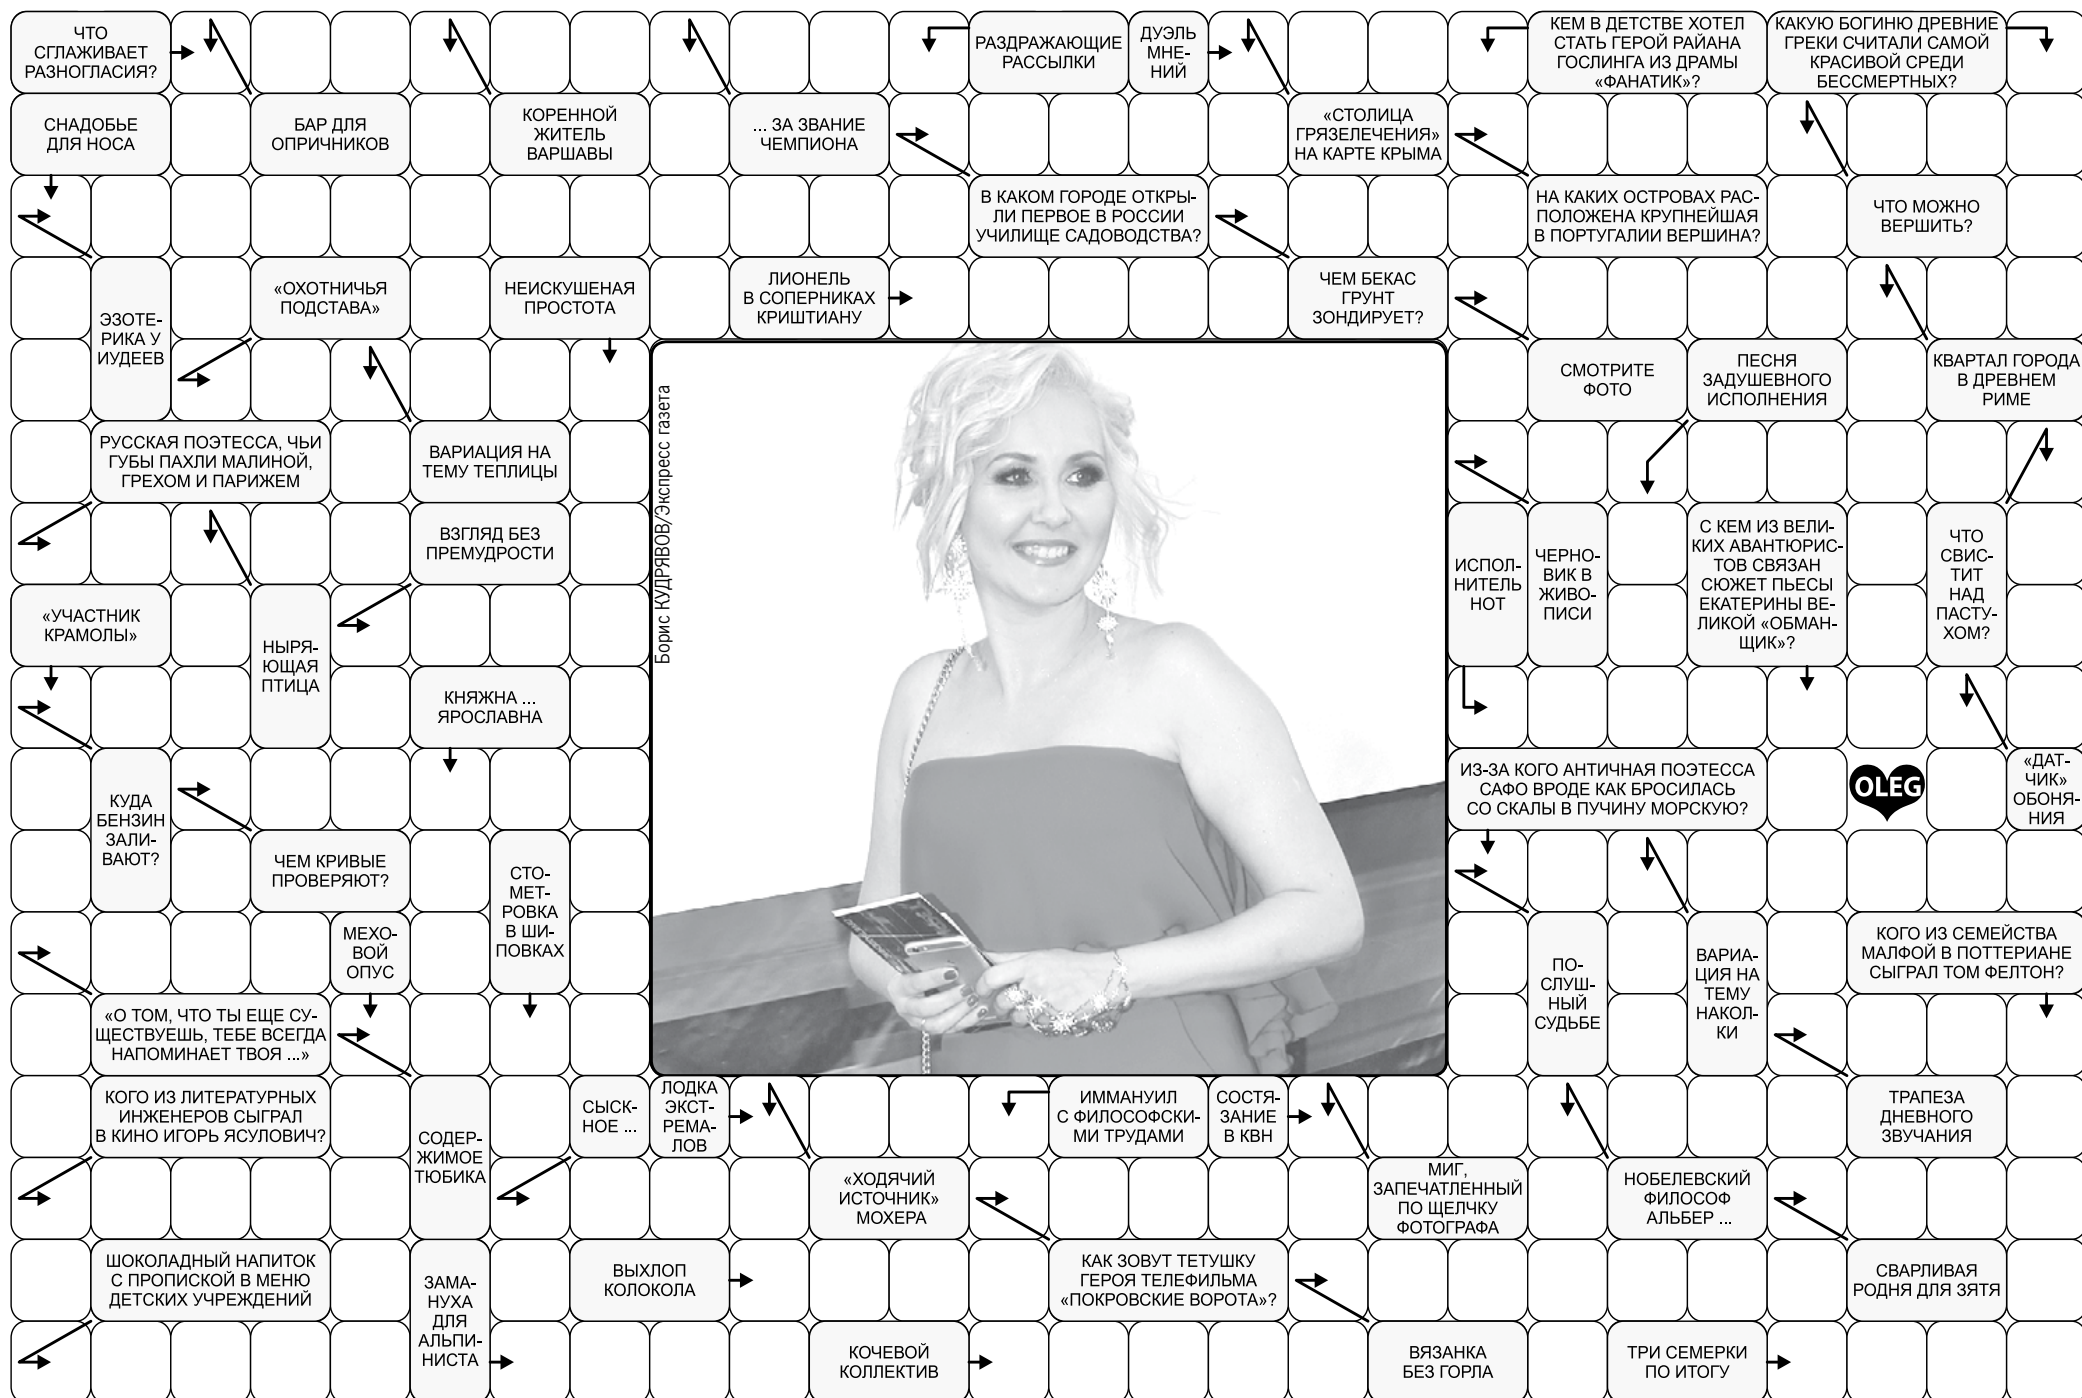 ЧТО
СГЛАЖИВАЕТ
РАЗНОГЛАСИЯ?
РАЗДРАЖАЮЩИЕ
РАССЫЛКИ
ДУЭЛЬ
МНЕ-
НИЙ
КЕМ В ДЕТСТВЕ ХОТЕЛ
СТАТЬ ГЕРОЙ РАЙАНА
ГОСЛИНГА ИЗ ДРАМЫ
«ФАНАТИК»?
КАКУЮ БОГИНЮ ДРЕВНИЕ
ГРЕКИ СЧИТАЛИ САМОЙ
КРАСИВОЙ СРЕДИ
БЕССМЕРТНЫХ?
СНАДОБЬЕ
ДЛЯ НОСА
БАР ДЛЯ
ОПРИЧНИКОВ
КОРЕННОЙ
ЖИТЕЛЬ
ВАРШАВЫ
... ЗА ЗВАНИЕ
ЧЕМПИОНА
«СТОЛИЦА
ГРЯЗЕЛЕЧЕНИЯ»
НА КАРТЕ КРЫМА
В КАКОМ ГОРОДЕ ОТКРЫ-
ЛИ ПЕРВОЕ В РОССИИ
УЧИЛИЩЕ САДОВОДСТВА?
НА КАКИХ ОСТРОВАХ РАС-
ПОЛОЖЕНА КРУПНЕЙШАЯ
В ПОРТУГАЛИИ ВЕРШИНА?
ЧТО МОЖНО
ВЕРШИТЬ?
ЭЗОТЕ-
РИКА У
ИУДЕЕВ
«ОХОТНИЧЬЯ
ПОДСТАВА»
НЕИСКУШЕНАЯ
ПРОСТОТА
ЛИОНЕЛЬ
В СОПЕРНИКАХ
КРИШТИАНУ
ЧЕМ БЕКАС
ГРУНТ
ЗОНДИРУЕТ?
СМОТРИТЕ
ФОТО
ПЕСНЯ
ЗАДУШЕВНОГО
ИСПОЛНЕНИЯ
КВАРТАЛ ГОРОДА
В ДРЕВНЕМ
РИМЕ
РУССКАЯ ПОЭТЕССА, ЧЬИ
ГУБЫ ПАХЛИ МАЛИНОЙ,
ГРЕХОМ И ПАРИЖЕМ
ВАРИАЦИЯ НА
ТЕМУ ТЕПЛИЦЫ
Борис КУДРЯВОВ/Экспресс газета
ВЗГЛЯД БЕЗ
ПРЕМУДРОСТИ
ИСПОЛ-
НИТЕЛЬ
НОТ
ЧЕРНО-
ВИК В
ЖИВО-
ПИСИ
С КЕМ ИЗ ВЕЛИ-
КИХ АВАНТЮРИС-
ТОВ СВЯЗАН
СЮЖЕТ ПЬЕСЫ
ЕКАТЕРИНЫ ВЕ-
ЛИКОЙ «ОБМАН-
ЩИК»?
ЧТО
СВИС-
ТИТ
НАД
ПАСТУ-
ХОМ?
«УЧАСТНИК
КРАМОЛЫ»
НЫРЯ-
ЮЩАЯ
ПТИЦА
КНЯЖНА ...
ЯРОСЛАВНА
КУДА
БЕНЗИН
ЗАЛИ-
ВАЮТ?
ИЗ-ЗА КОГО АНТИЧНАЯ ПОЭТЕССА
САФО ВРОДЕ КАК БРОСИЛАСЬ
СО СКАЛЫ В ПУЧИНУ МОРСКУЮ?
OLEG
«ДАТ-
ЧИК»
ОБОНЯ-
НИЯ
ЧЕМ КРИВЫЕ
ПРОВЕРЯЮТ?
СТО-
МЕТ-
РОВКА
В ШИ-
ПОВКАХ
МЕХО-
ВОЙ
ОПУС
ПО-
СЛУШ-
НЫЙ
СУДЬБЕ
ВАРИА-
ЦИЯ НА
ТЕМУ
НАКОЛ-
КИ
КОГО ИЗ СЕМЕЙСТВА
МАЛФОЙ В ПОТТЕРИАНЕ
СЫГРАЛ ТОМ ФЕЛТОН?
«О ТОМ, ЧТО ТЫ ЕЩЕ СУ-
ЩЕСТВУЕШЬ, ТЕБЕ ВСЕГДА
НАПОМИНАЕТ ТВОЯ ...»
КОГО ИЗ ЛИТЕРАТУРНЫХ
ИНЖЕНЕРОВ СЫГРАЛ
В КИНО ИГОРЬ ЯСУЛОВИЧ?
СОДЕР-
ЖИМОЕ
ТЮБИКА
СЫСК-
НОЕ ...
ЛОДКА
ЭКСТ-
РЕМА-
ЛОВ
ИММАНУИЛ
С ФИЛОСОФСКИ-
МИ ТРУДАМИ
СОСТЯ-
ЗАНИЕ
В КВН
ТРАПЕЗА
ДНЕВНОГО
ЗВУЧАНИЯ
«ХОДЯЧИЙ
ИСТОЧНИК»
МОХЕРА
МИГ,
ЗАПЕЧАТЛЕННЫЙ
ПО ЩЕЛЧКУ
ФОТОГРАФА
НОБЕЛЕВСКИЙ
ФИЛОСОФ
АЛЬБЕР ...
ШОКОЛАДНЫЙ НАПИТОК
С ПРОПИСКОЙ В МЕНЮ
ДЕТСКИХ УЧРЕЖДЕНИЙ
ЗАМА-
НУХА
ДЛЯ
АЛЬПИ-
НИСТА
ВЫХЛОП
КОЛОКОЛА
КАК ЗОВУТ ТЕТУШКУ
ГЕРОЯ ТЕЛЕФИЛЬМА
«ПОКРОВСКИЕ ВОРОТА»?
СВАРЛИВАЯ
РОДНЯ ДЛЯ ЗЯТЯ
КОЧЕВОЙ
КОЛЛЕКТИВ
ВЯЗАНКА
БЕЗ ГОРЛА
ТРИ СЕМЕРКИ
ПО ИТОГУ